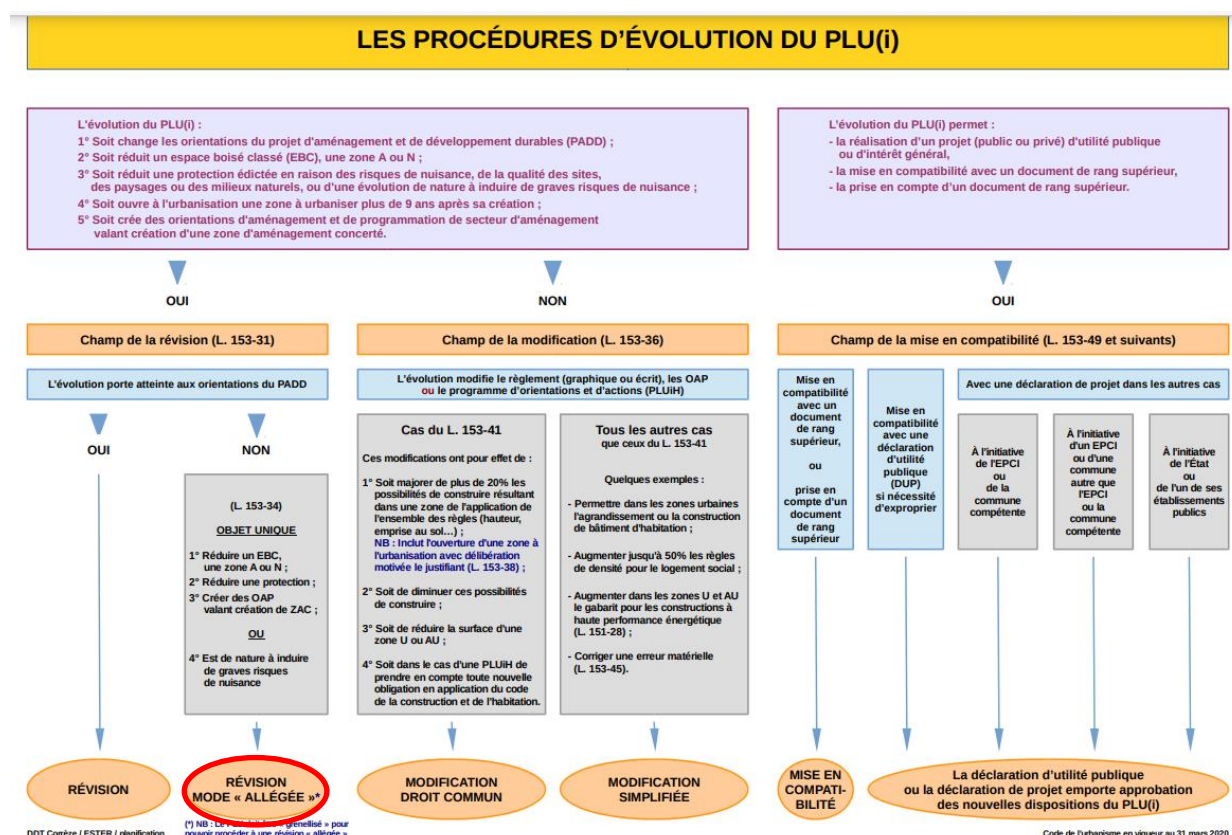 LES PROCÉDURES D'ÉVOLUTION DU PLU(i)
L'évolution du PLU(i) :
1° Soit change les orientations du projet d'aménagement et de développement durables (PADD) ;
2° Soit réduit un espace boisé classé (EBC), une zone A ou N ;
3° Soit réduit une protection édictée en raison des risques de nuisance, de la qualité des sites,
des paysages ou des milieux naturels, ou d'une évolution de nature à induire de graves risques de nuisance ;
4° Soit ouvre à l'urbanisation une zone à urbaniser plus de 9 ans après sa création ;
5° Soit crée des orientations d'aménagement et de programmation de secteur d'aménagement
valant création d'une zone d'aménagement concerté.
L'évolution du PLU(i) permet :
- la réalisation d'un projet (public ou privé) d'utilité publique
ou d'intérêt général,
- la mise en compatibilité avec un document de rang supérieur,
- la prise en compte d'un document de rang supérieur.
OUI
NON
OUI
Champ de la révision (L. 153-31)
Champ de la modification (L. 153-36)
Champ de la mise en compatibilité (L. 153-49 et suivants)
L'évolution porte atteinte aux orientations du PADD
OUI
NON
(L. 153-34)
OBJET UNIQUE
1° Réduire un EBC,
une zone A ou N ;
2° Réduire une protection ;
3° Créer des OAP
valant création de ZAC ;
OU
4° Est de nature à induire
de graves risques
de nuisance
L'évolution modifie le règlement (graphique ou écrit), les OAP
ou le programme d'orientations et d'actions (PLUiH)
Cas du L. 153-41
Ces modifications ont pour effet de :
1° Soit majorer de plus de 20% les
possibilités de construire résultant
dans une zone de l'application de
l'ensemble des règles (hauteur,
emprise au sol…) ;
NB : Inclut l'ouverture d'une zone à
l'urbanisation avec délibération
motivée le justifiant (L. 153-38) ;
2° Soit de diminuer ces possibilités
de construire ;
3° Soit de réduire la surface d'une
zone U ou AU ;
4° Soit dans le cas d'une PLUiH de
prendre en compte toute nouvelle
obligation en application du code
de la construction et de l'habitation.
Tous les autres cas
que ceux du L. 153-41
Quelques exemples :
- Permettre dans les zones urbaines
l'agrandissement ou la construction
de bâtiment d'habitation ;
- Augmenter jusqu'à 50% les règles
de densité pour le logement social ;
- Augmenter dans les zones U et AU
le gabarit pour les constructions à
haute performance énergétique
(L. 151-28) ;
- Corriger une erreur matérielle
(L. 153-45).
Mise en
compatibilité
avec un
document
de rang
supérieur,
ou
prise en
compte d'un
document
de rang
supérieur
Mise en
compatibilité
avec une
déclaration
d'utilité
publique
(DUP)
si nécessité
d'exproprier
Avec une déclaration de projet dans les autres cas
À l'initiative
de l'EPCI
ou
de la
commune
compétente
À l'initiative
d'un EPCI
ou d'une
commune
autre que
l'EPCI
ou la
commune
compétente
À l'initiative
de l'État
ou
de l'un de ses
établissements
publics
RÉVISION
RÉVISION
MODE « ALLÉGÉE »*
MODIFICATION
DROIT COMMUN
MODIFICATION
SIMPLIFIÉE
MISE EN
COMPATI-
BILITÉ
La déclaration d'utilité publique
ou la déclaration de projet emporte approbation
des nouvelles dispositions du PLU(i)
DDT Corrèze / ESTER / planification
(*) NB : Le « grenellisé » pour
pouvoir procéder à une révision « allégée »
Code de l'urbanisme en vigueur au 31 mars 2020